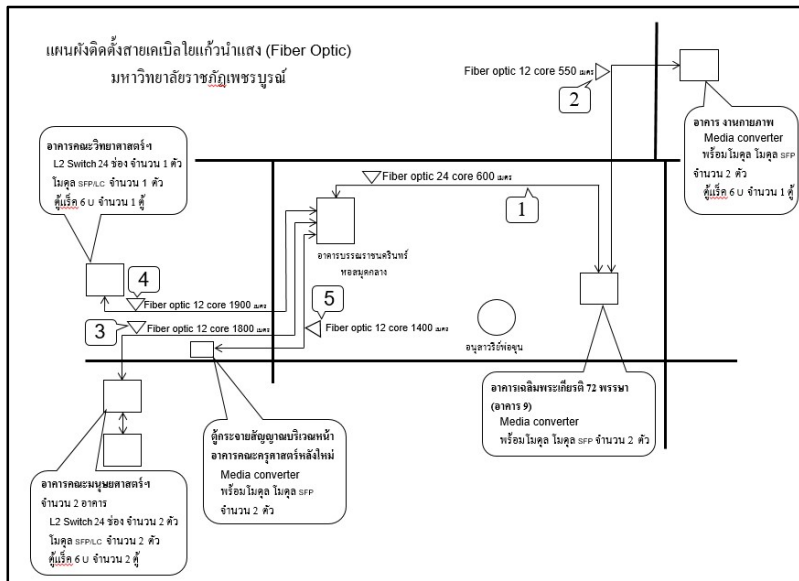 แผนผังติดตั้งสายเคเบิลใยแก้วนำแสง (Fiber Optic)
มหาวิทยาลัยราชภัฏเพชรบูรณ์
Fiber optic 12 core 550 เมตร
2
อาคาร งานกายภาพ
Media converter
พร้อมโมดุล โมดุล SFP
จำนวน 2 ตัว
ตู้แร็ค 6 U จำนวน 1 ตู้
อาคารคณะวิทยาศาสตร์ฯ
L2 Switch 24 ช่อง จำนวน 1 ตัว
โมดุล SFP/LC จำนวน 1 ตัว
ตู้แร็ค 6 U จำนวน 1 ตู้
Fiber optic 24 core 600 เมตร
1
อาคารบรรณราชนครินทร์
หอสมุดกลาง
4
Fiber optic 12 core 1900 เมตร
3
Fiber optic 12 core 1800 เมตร
5
Fiber optic 12 core 1400 เมตร
อนุสาวรีย์พ่อขุน
อาคารเฉลิมพระเกียรติ 72 พรรษา
(อาคาร 9)
Media converter
พร้อมโมดุล โมดุล SFP จำนวน 2 ตัว
ตู้กระจายสัญญาณบริเวณหน้า
อาคารคณะครุศาสตร์หลังใหม่
Media converter
พร้อมโมดุล โมดุล SFP
จำนวน 2 ตัว
อาคารคณะมนุษยศาสตร์ฯ
จำนวน 2 อาคาร
L2 Switch 24 ช่อง จำนวน 2 ตัว
โมดุล SFP/LC จำนวน 2 ตัว
ตู้แร็ค 6 U จำนวน 2 ตู้